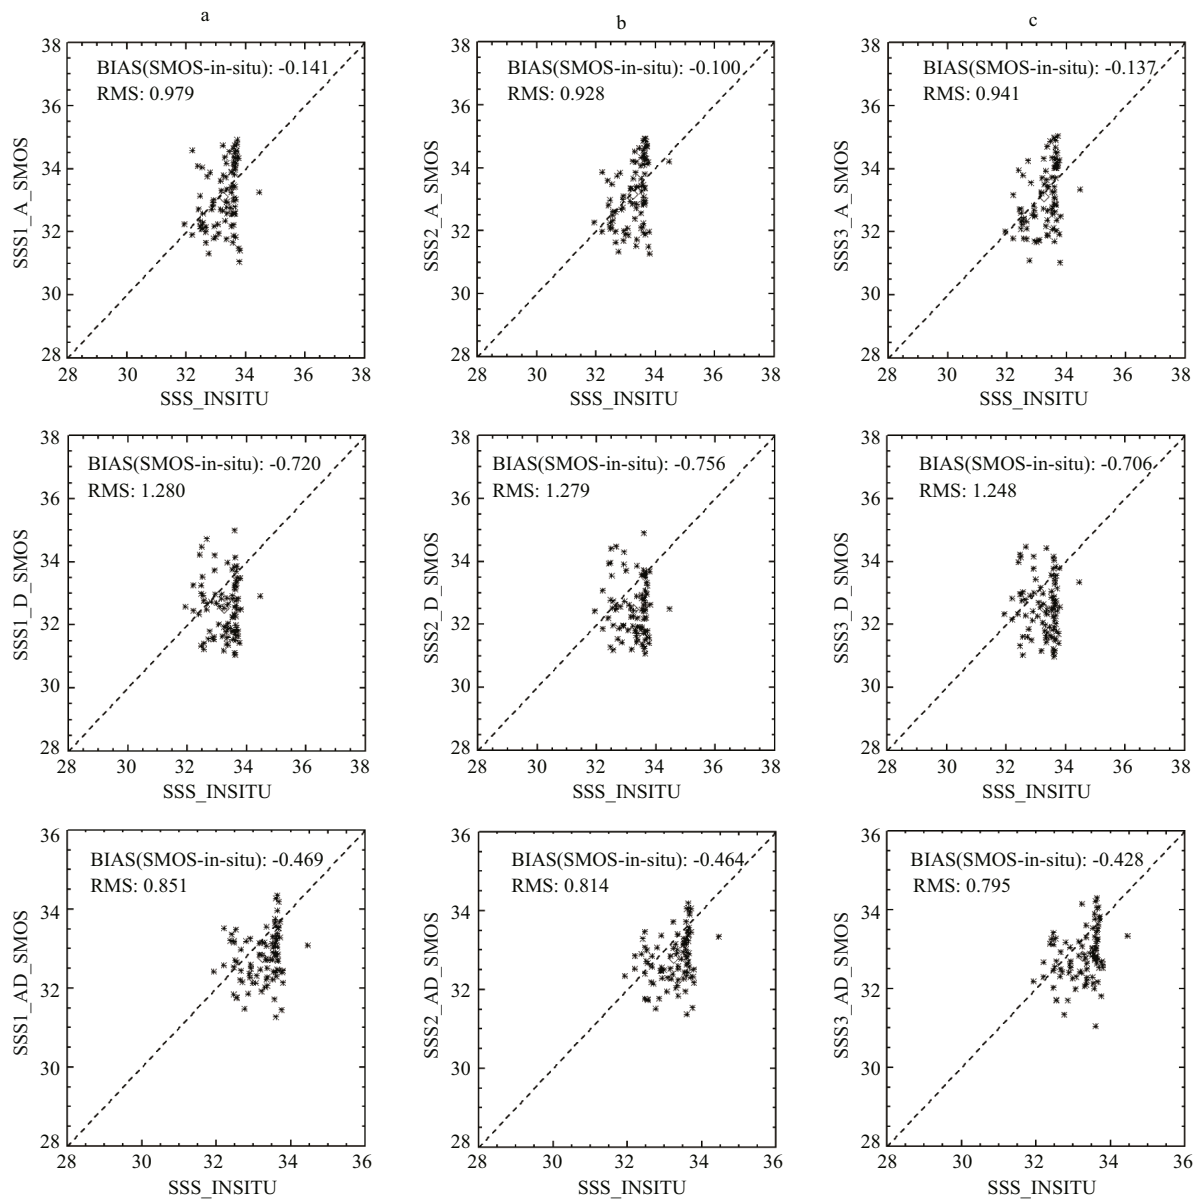 a
b
c
BIAS(SMOS-in-situ): -0.141
RMS: 0.979
SSS1_A_SMOS
38
36
34
32
30
28
28 30 32 34 36 38
SSS_INSITU
BIAS(SMOS-in-situ): -0.100
RMS: 0.928
SSS2_A_SMOS
38
36
34
32
30
28
28 30 32 34 36 38
SSS_INSITU
BIAS(SMOS-in-situ): -0.137
RMS: 0.941
SSS3_A_SMOS
38
36
34
32
30
28
28 30 32 34 36 38
SSS_INSITU
BIAS(SMOS-in-situ): -0.720
RMS: 1.280
SSS1_D_SMOS
38
36
34
32
30
28
28 30 32 34 36 38
SSS_INSITU
BIAS(SMOS-in-situ): -0.756
RMS: 1.279
SSS2_D_SMOS
38
36
34
32
30
28
28 30 32 34 36 38
SSS_INSITU
BIAS(SMOS-in-situ): -0.706
RMS: 1.248
SSS3_D_SMOS
38
36
34
32
30
28
28 30 32 34 36 38
SSS_INSITU
BIAS(SMOS-in-situ): -0.469
RMS: 0.851
SSS1_AD_SMOS
36
34
32
30
28
28 30 32 34 36
SSS_INSITU
BIAS(SMOS-in-situ): -0.464
RMS: 0.814
SSS2_AD_SMOS
36
34
32
30
28
28 30 32 34 36
SSS_INSITU
BIAS(SMOS-in-situ): -0.428
RMS: 0.795
SSS3_AD_SMOS
36
34
32
30
28
28 30 32 34 36
SSS_INSITU